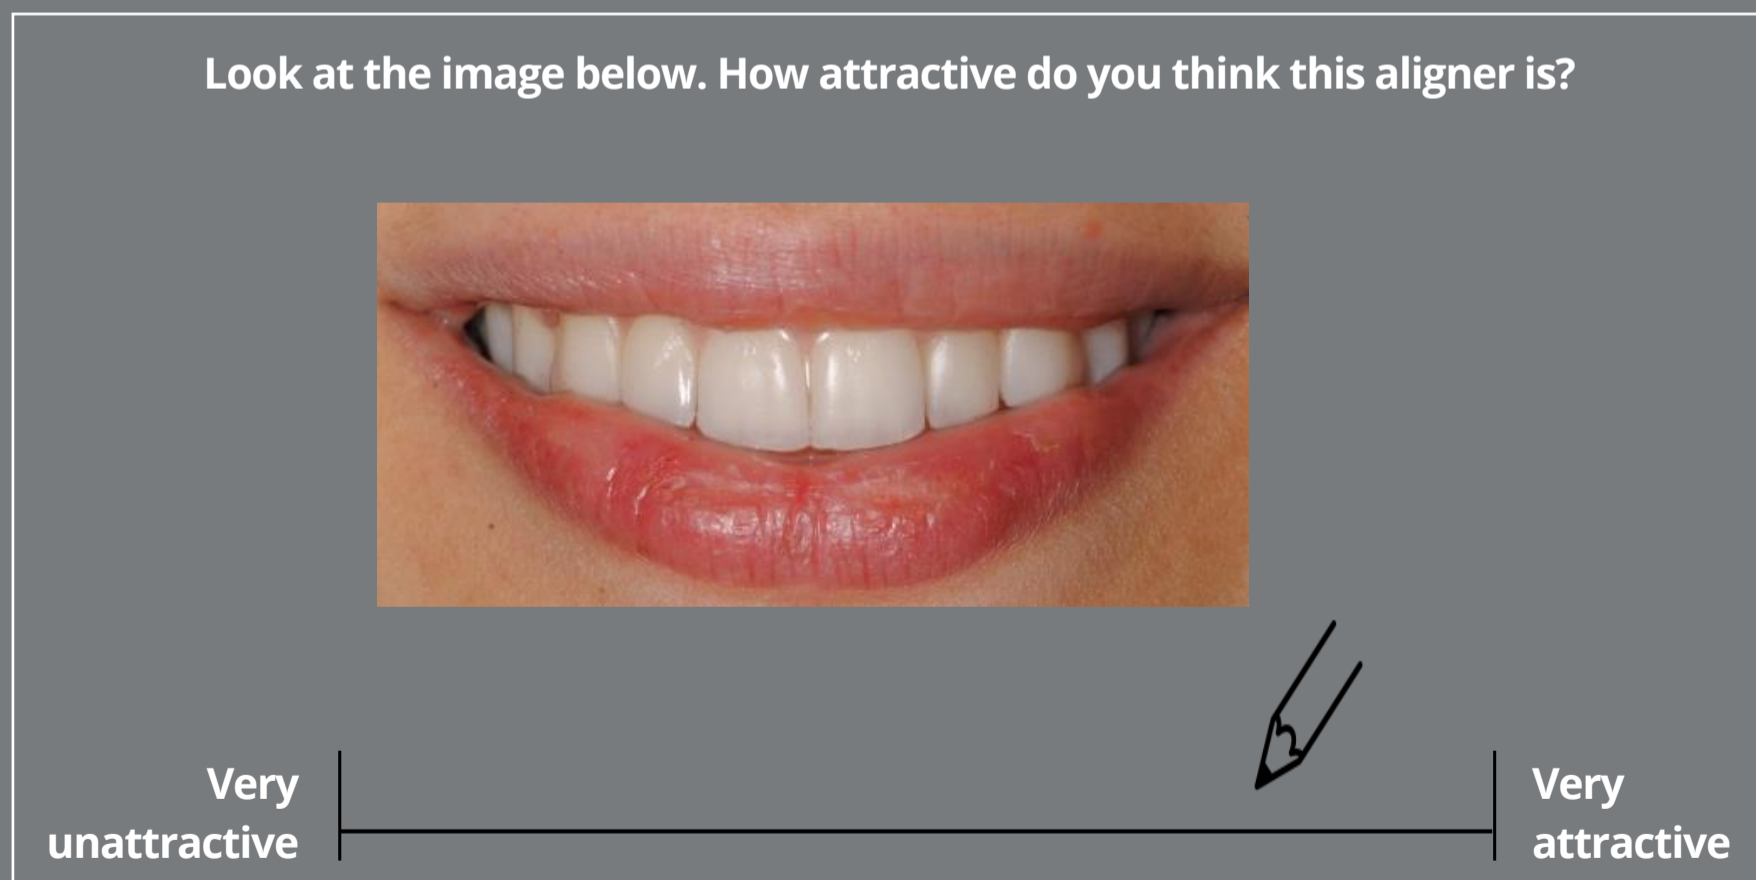 Look at the image below. How attractive do you think this aligner is?
Very
unattractive
Very
attractive